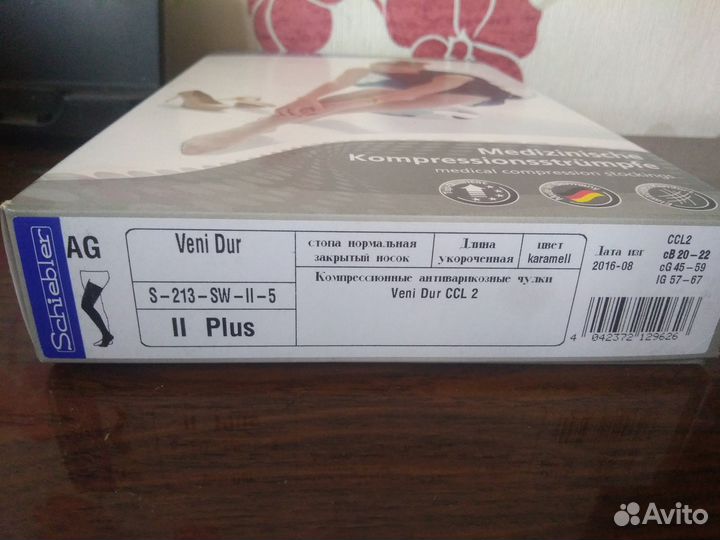 Medizinische
Kompressionsstrümpfe
medical compression stockings
Schiebler
AG
Veni Dur
S-213-SW-II-5
II Plus
стопа нормальная
закрытый носок
Длина
укороченная
цвет
karamell
Компрессионные антиварикозные чулки
Veni Dur CCL 2
Дата изг
2016-08
CCL2
cB 20-22
cG 45-59
IG 57-67
4 042372 129626
Avito